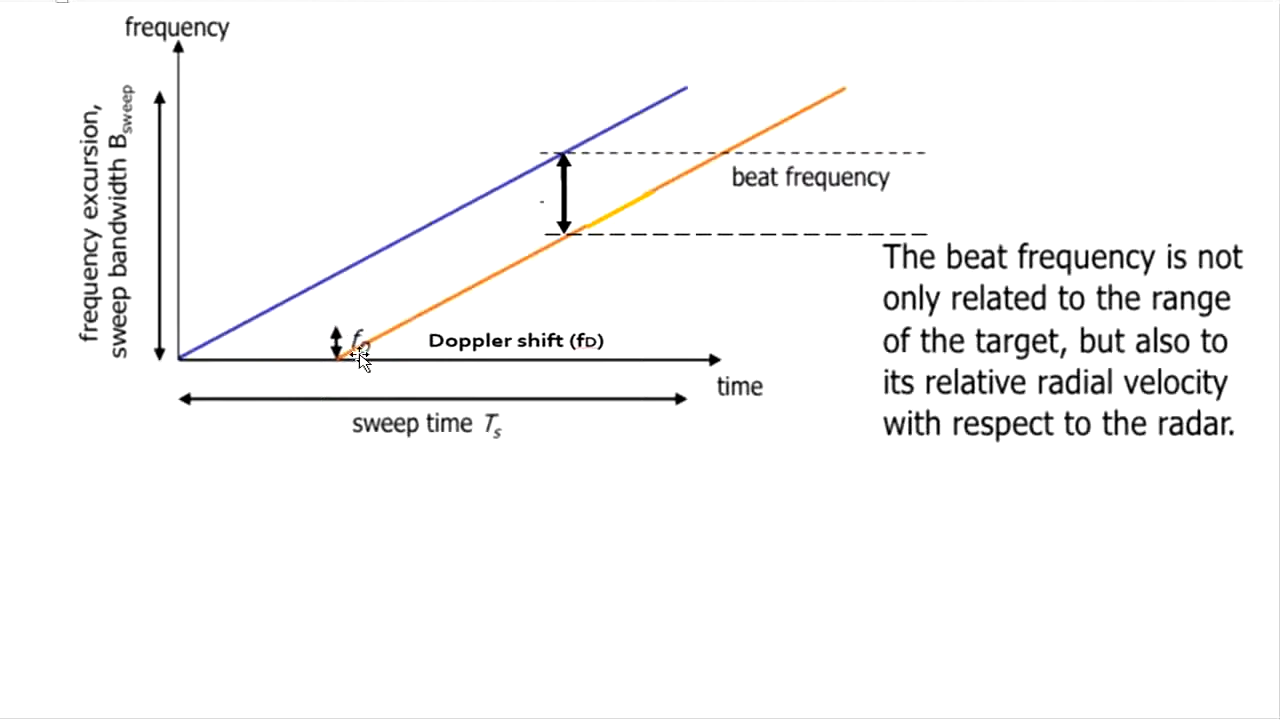 frequency
frequency excursion,
sweep bandwidth Bsweep
beat frequency
The beat frequency is not
only related to the range
of the target, but also to
its relative radial velocity
with respect to the radar.
Doppler shift (fD)
time
sweep time Ts